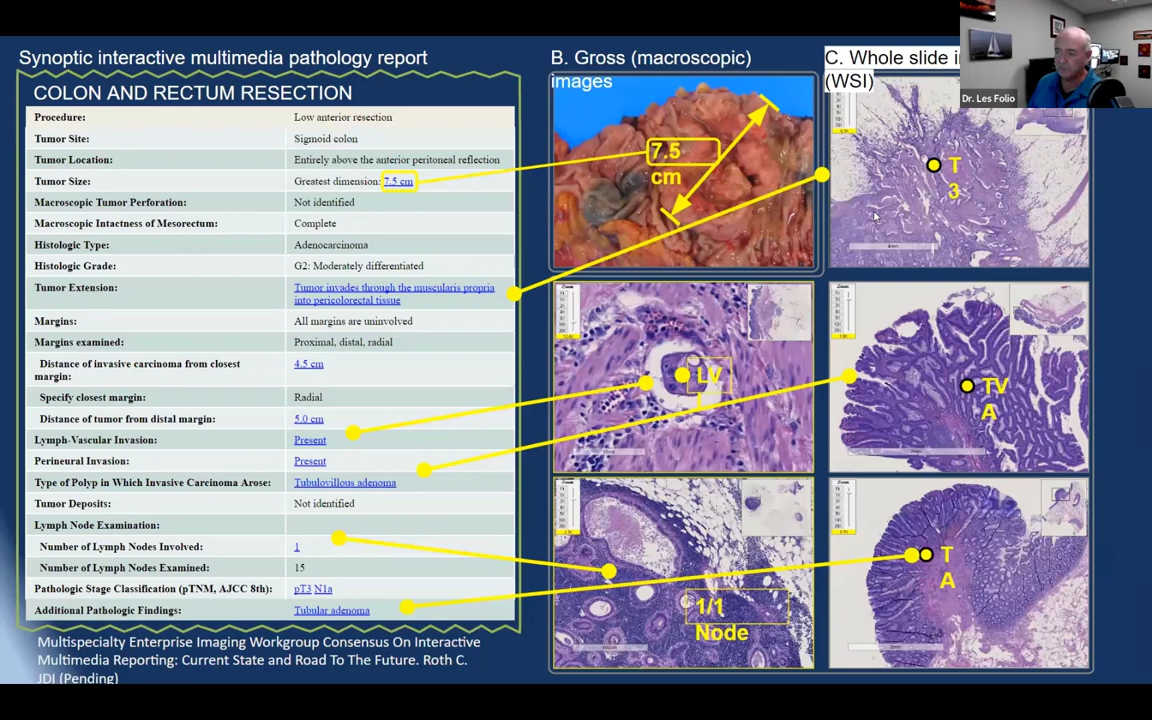 Synoptic interactive multimedia pathology report
COLON AND RECTUM RESECTION
Procedure: Low anterior resection
Tumor Site: Sigmoid colon
Tumor Location: Entirely above the anterior peritoneal reflection
Tumor Size: Greatest dimension: 7.5 cm
Macroscopic Tumor Perforation: Not identified
Macroscopic Intactness of Mesorectum: Complete
Histologic Type: Adenocarcinoma
Histologic Grade: G2: Moderately differentiated
Tumor Extension: Tumor invades through the muscularis propria
into pericolorectal tissue
Margins: All margins are uninvolved
Margins examined: Proximal, distal, radial
Distance of invasive carcinoma from closest 4.5 cm
margin:
Specify closest margin: Radial
Distance of tumor from distal margin: 5.0 cm
Lymph-Vascular Invasion: Present
Perineural Invasion: Present
Type of Polyp in Which Invasive Carcinoma Arose: Tubulovillous adenoma
Tumor Deposits: Not identified
Lymph Node Examination:
Number of Lymph Nodes Involved: 1
Number of Lymph Nodes Examined: 15
Pathologic Stage Classification (pTNM, AJCC 8th): pT3 N1a
Additional Pathologic Findings: Tubular adenoma
Multispecialty Enterprise Imaging Workgroup Consensus On Interactive
Multimedia Reporting: Current State and Road To The Future. Roth C.
JDI (Pending)
B. Gross (macroscopic)
images
7.5
cm
LV
1/1
Node
C. Whole slide i
(WSI)
T
3
TV
A
T
A
Dr. Les Folio